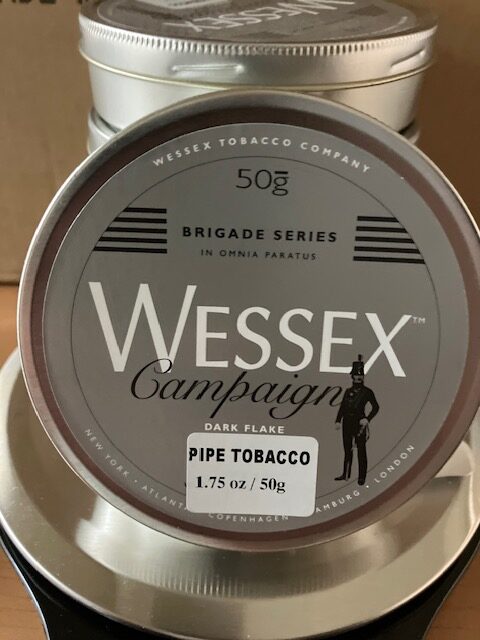 WESSEX
WESSEX TOBACCO COMPANY
50g
BRIGADE SERIES
IN OMNIA PARATUS
WESSEX™
Campaign
DARK FLAKE
PIPE TOBACCO
1.75 oz / 50g
NEW YORK • ATLANTA COPENHAGEN HAMBURG • LONDON